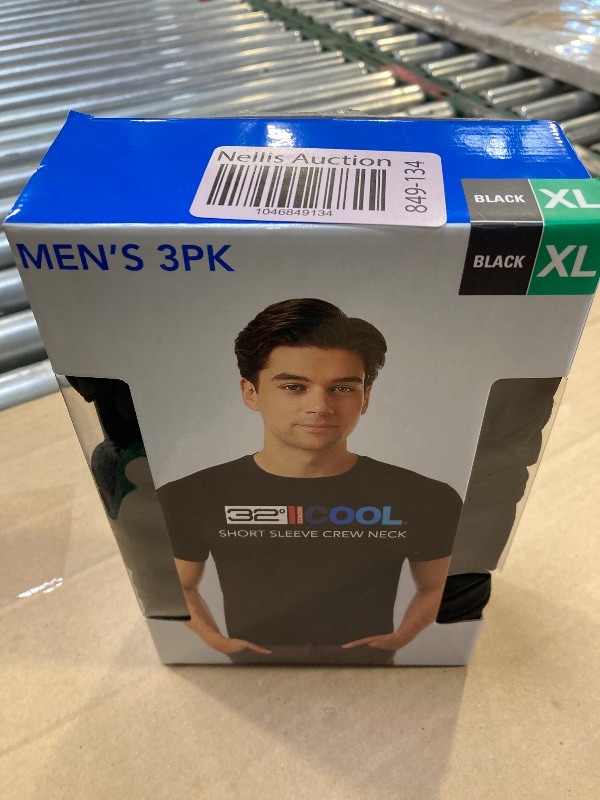 Nellis Auction
1046849134
849-134
BLACK XL
MEN'S 3PK
BLACK XL
32° COOL
SHORT SLEEVE CREW NECK